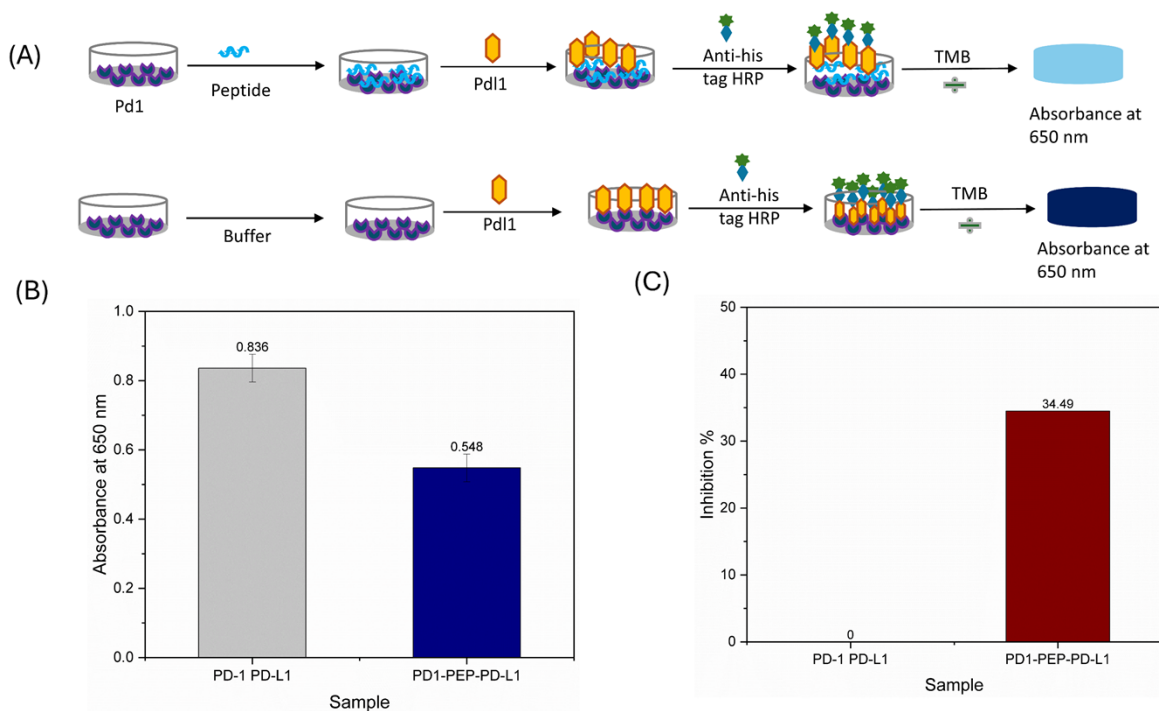 (A)
Pd1
Peptide
Pdl1
Anti-his
tag HRP
TMB
Absorbance at
650 nm
Buffer
Pdl1
Anti-his
tag HRP
TMB
Absorbance at
650 nm
(B)
Absorbance at 650 nm
1.0
0.8
0.6
0.4
0.2
0.0
0.836
0.548
PD-1 PD-L1
PD1-PEP-PD-L1
Sample
(C)
Inhibition %
50
40
30
20
10
0
0
34.49
PD-1 PD-L1
PD1-PEP-PD-L1
Sample